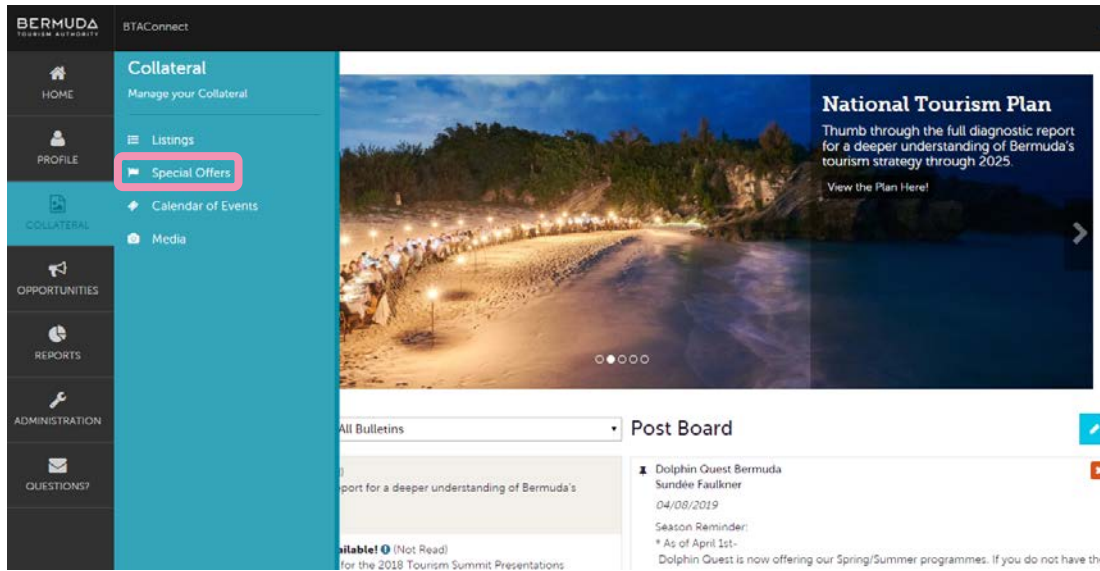 BERMUDA
TOURISM AUTHORITY
BTAConnect
HOME
PROFILE
COLLATERAL
OPPORTUNITIES
REPORTS
ADMINISTRATION
QUESTIONS?
Collateral
Manage your Collateral
Listings
Special Offers
Calendar of Events
Media
National Tourism Plan
Thumb through the full diagnostic report
for a deeper understanding of Bermuda's
tourism strategy through 2025.
View the Plan Here!
All Bulletins
port for a deeper understanding of Bermuda's
ailable! (Not Read)
for the 2018 Tourism Summit Presentations
Post Board
Dolphin Quest Bermuda
Sundée Faulkner
04/08/2019
Season Reminder:
* As of April 1st-
Dolphin Quest is now offering our Spring/Summer programmes. If you do not have th